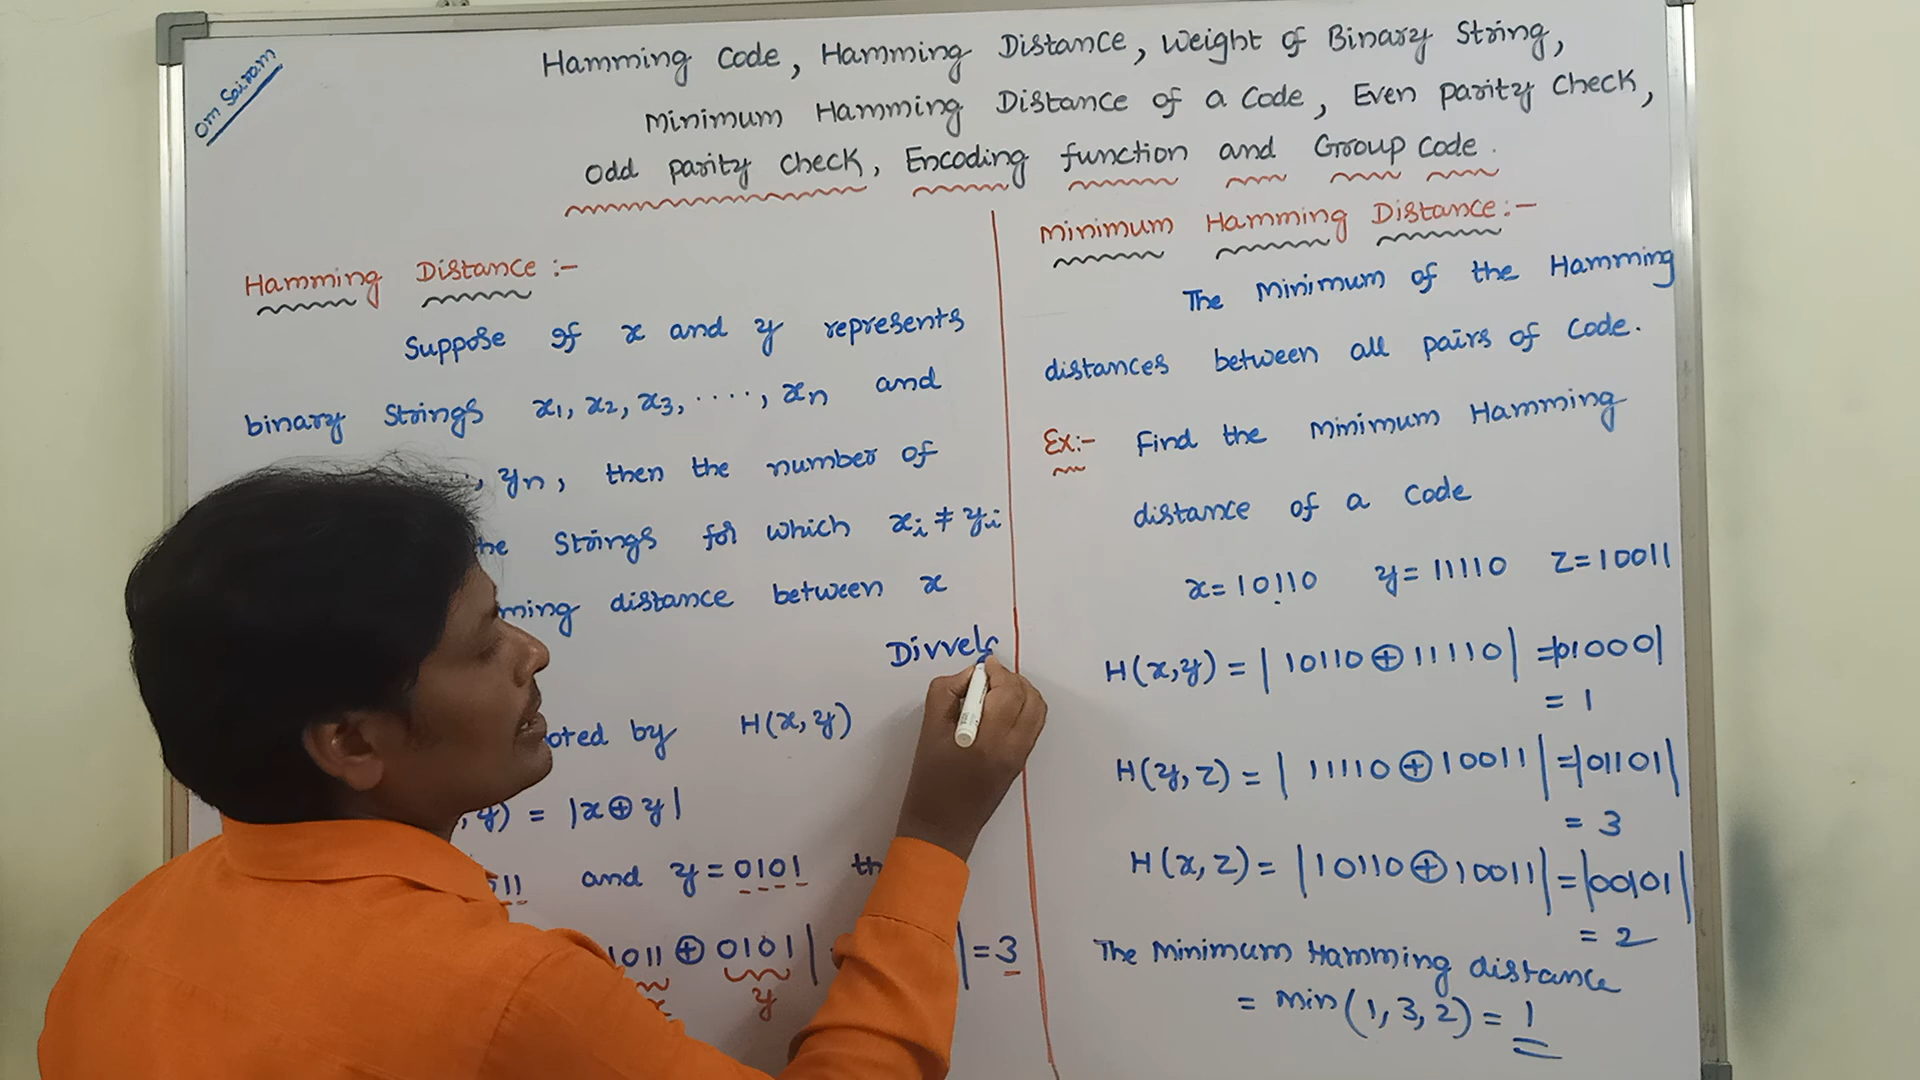 Om Sairam
Hamming Code, Hamming Distance, Weight of Binary String,
Minimum Hamming Distance of a Code, Even parity Check,
Odd parity Check, Encoding function and Group Code.
Hamming Distance :-
Suppose if x and y represents
binary Strings x1, x2, x3, ....., xn and
, yn, then the number of
the Strings for which xi ≠ yi
ming distance between x
Divvela
oted by H(x,y)
, y) = |x⊕y|
11 and y = 0101 th
1011 ⊕ 0101| | = 3
y
Minimum Hamming Distance:-
The Minimum of the Hamming
distances between all pairs of Code.
Ex:- Find the Minimum Hamming
distance of a Code
x=10110 y=11110 z=10011
H(x,y) = |10110⊕11110| =|01000|
= 1
H(y,z) = |11110⊕10011| =|01101|
= 3
H(x,z) = |10110⊕10011| =|00101|
= 2
The Minimum Hamming distance
= Min(1,3,2) = 1